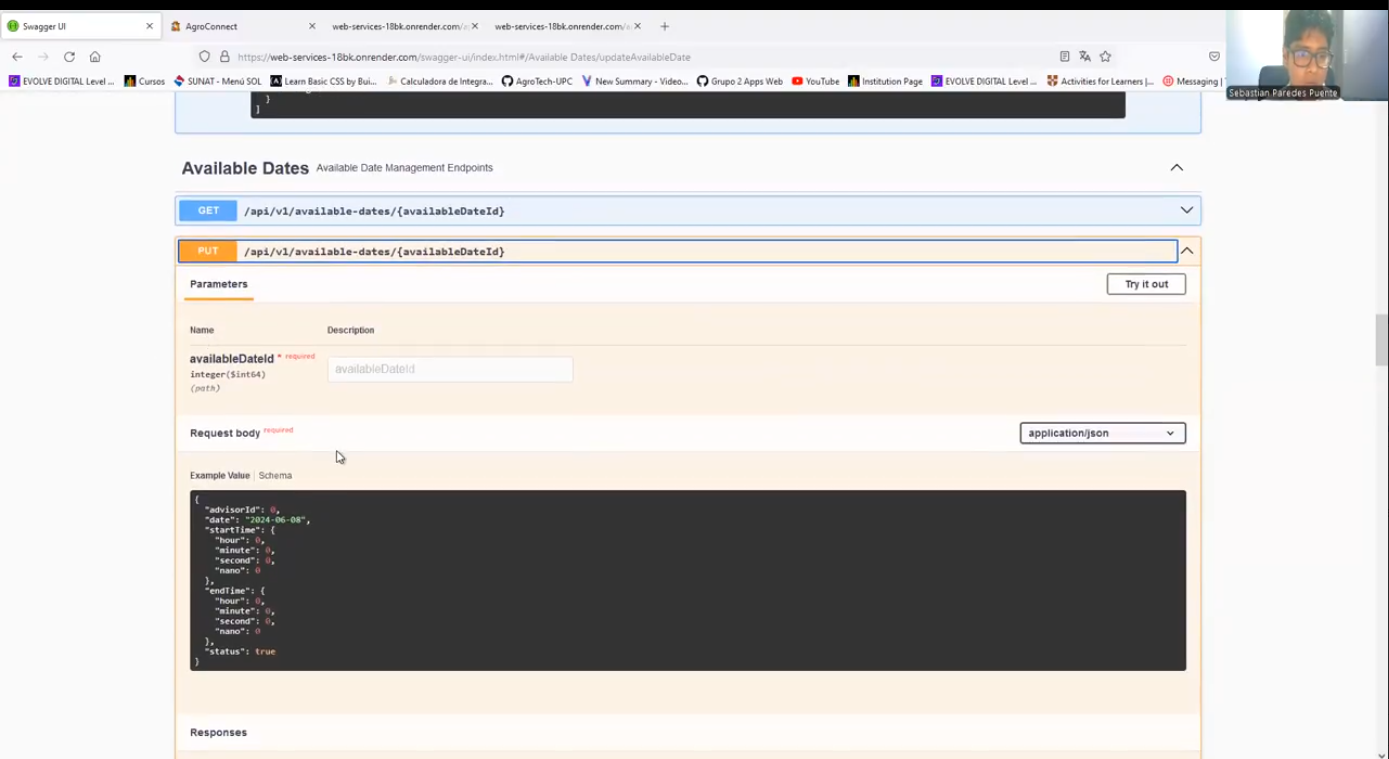 Swagger UI
AgroConnect
web-services-18bk.onrender.com/
web-services-18bk.onrender.com/
https://web-services-18bk.onrender.com/swagger-ui/index.html#/Available Dates/updateAvailableDate
EVOLVE DIGITAL Level ...
Cursos
SUNAT - Menú SOL
Learn Basic CSS by Bui...
Calculadora de Integra...
AgroTech-UPC
New Summary - Video...
Grupo 2 Apps Web
YouTube
Institution Page
EVOLVE DIGITAL Level ...
Activities for Learners |...
Messaging |
Sebastian Paredes Puente
}
]
Available Dates Available Date Management Endpoints
GET /api/v1/available-dates/{availableDateId}
PUT /api/v1/available-dates/{availableDateId}
Parameters
Try it out
Name Description
availableDateId * required
integer($int64)
(path)
availableDateId
Request body required
application/json
Example Value Schema
{
"advisorId": 0,
"date": "2024-06-08",
"startTime": {
"hour": 0,
"minute": 0,
"second": 0,
"nano": 0
},
"endTime": {
"hour": 0,
"minute": 0,
"second": 0,
"nano": 0
},
"status": true
}
Responses